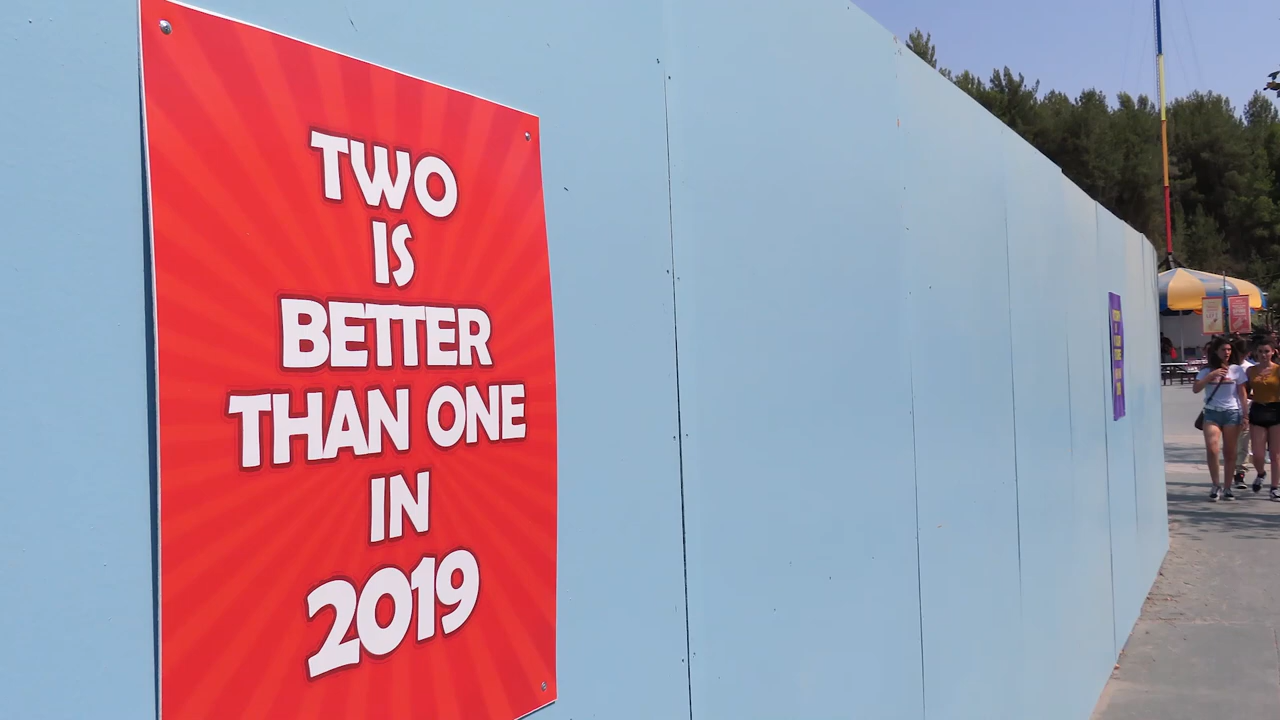 TWO
IS
BETTER
THAN ONE
IN
2019